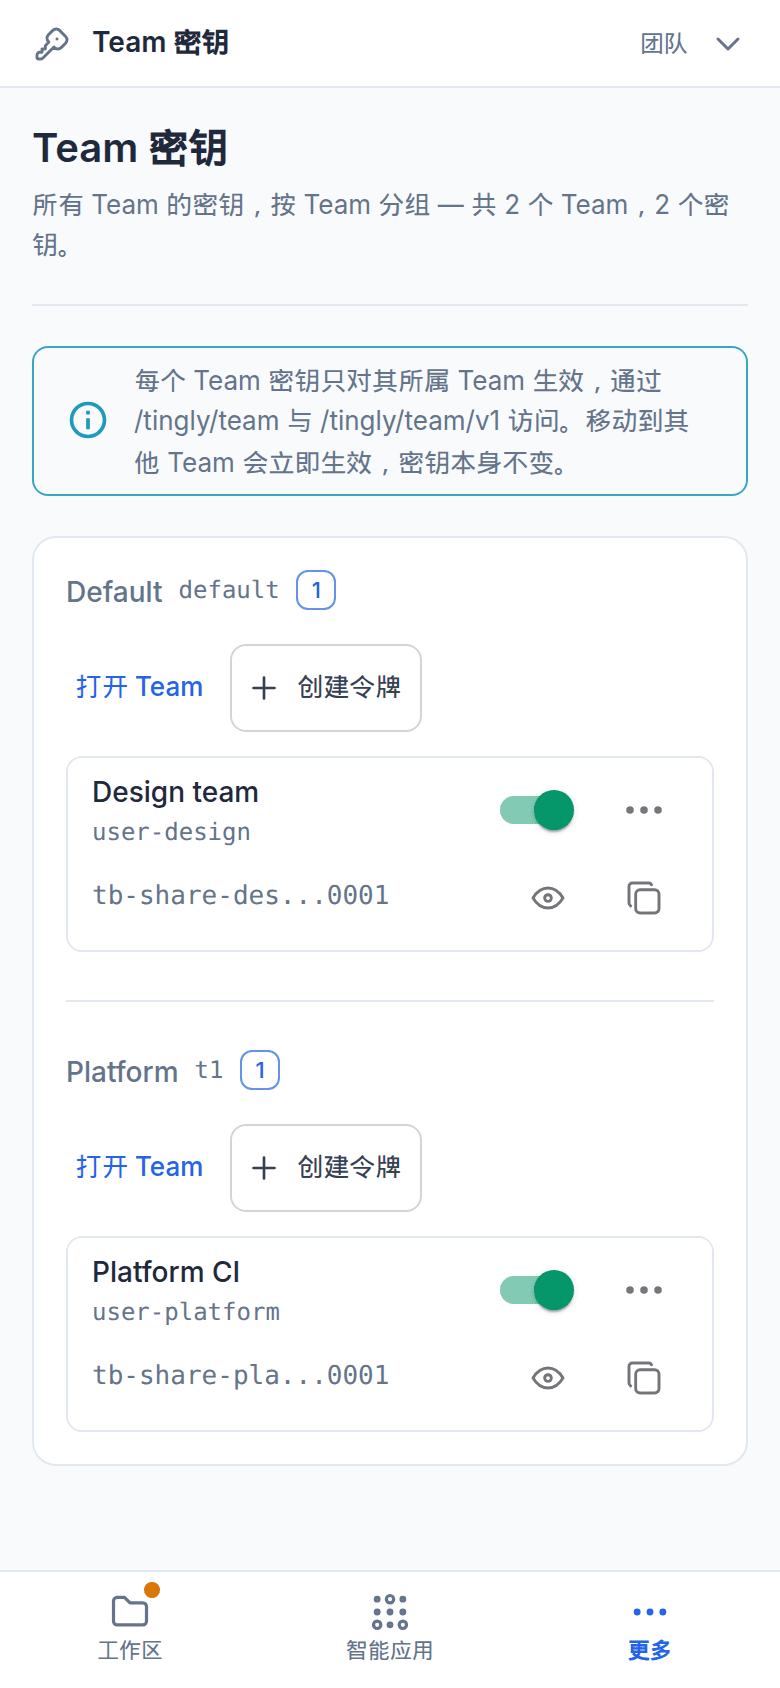 Team 密钥
团队
Team 密钥
所有 Team 的密钥，按 Team 分组 — 共 2 个 Team，2 个密
钥。
每个 Team 密钥只对其所属 Team 生效，通过
/tingly/team 与 /tingly/team/v1 访问。移动到其
他 Team 会立即生效，密钥本身不变。
Default default 1
打开 Team
创建令牌
Design team
user-design
tb-share-des...0001
Platform t1 1
打开 Team
创建令牌
Platform CI
user-platform
tb-share-pla...0001
工作区
智能应用
更多